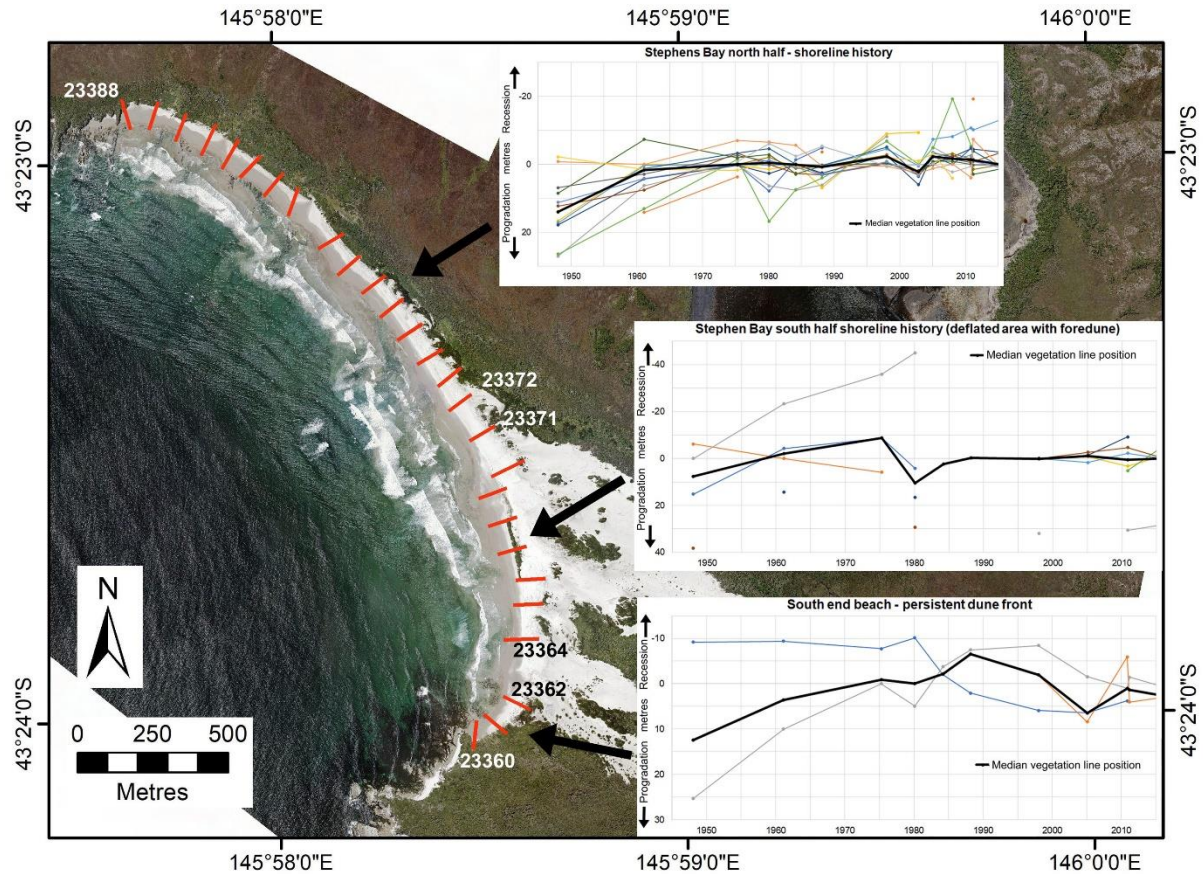 145°58'0"E
145°59'0"E
146°0'0"E
43°23'0"S
43°23'0"S
23388
Stephens Bay north half - shoreline history
Progradation metres Recession
-20
0
20
Median vegetation line position
1950 1960 1970 1980 1990 2000 2010
23372
23371
Stephen Bay south half shoreline history (deflated area with foredune)
Progradation metres Recession
-40
-20
0
20
40
Median vegetation line position
1950 1960 1970 1980 1990 2000 2010
N
23364
23362
23360
South end beach - persistent dune front
Progradation metres Recession
-10
0
10
20
30
Median vegetation line position
1950 1960 1970 1980 1990 2000 2010
43°24'0"S
43°24'0"S
0 250 500
Metres
145°58'0"E
145°59'0"E
146°0'0"E